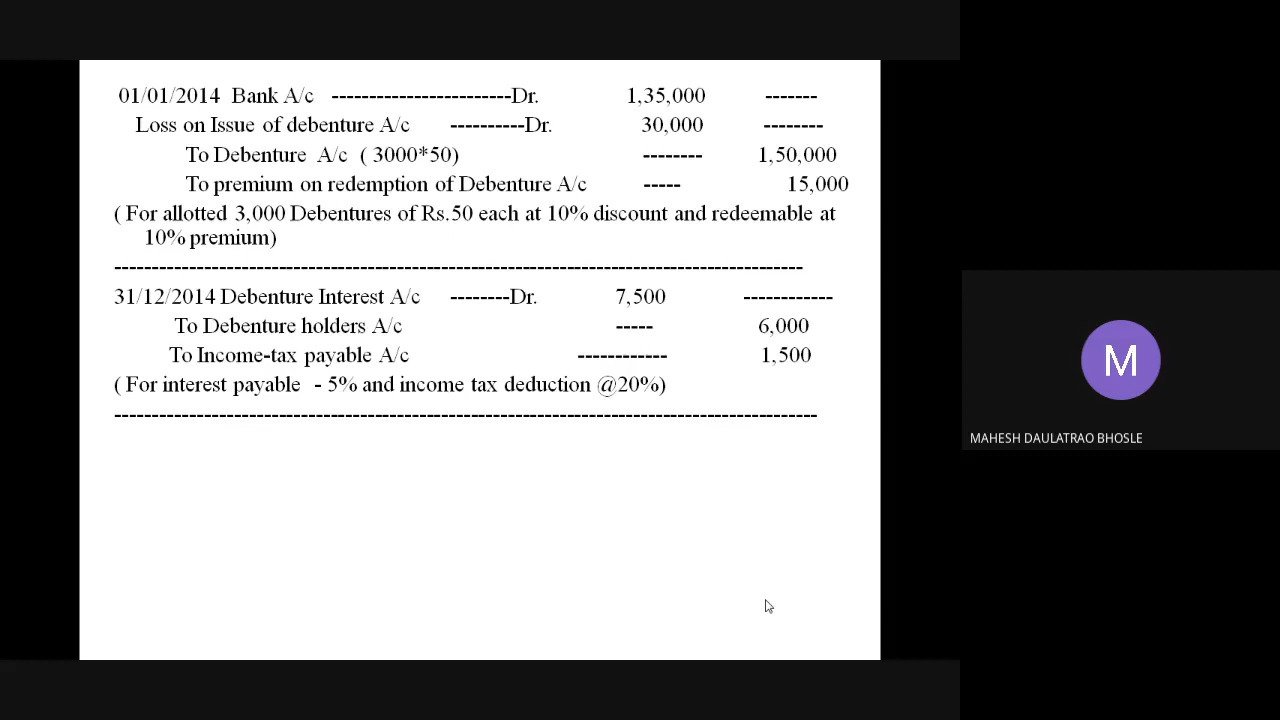 01/01/2014 Bank A/c ------------------------Dr. 1,35,000 -------
Loss on Issue of debenture A/c ----------Dr. 30,000 --------
To Debenture A/c ( 3000*50) -------- 1,50,000
To premium on redemption of Debenture A/c ----- 15,000
( For allotted 3,000 Debentures of Rs.50 each at 10% discount and redeemable at
10% premium)
--------------------------------------------------------------------------------------------
31/12/2014 Debenture Interest A/c --------Dr. 7,500 ------------
To Debenture holders A/c ----- 6,000
To Income-tax payable A/c ------------ 1,500
( For interest payable - 5% and income tax deduction @20%)
----------------------------------------------------------------------------------------------
M
MAHESH DAULATRAO BHOSLE